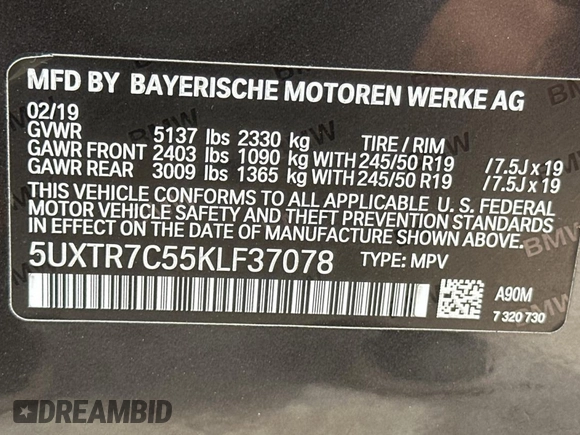 MFD BY BAYERISCHE MOTOREN WERKE AG
02/19
GVWR 5137 lbs 2330 kg TIRE / RIM
GAWR FRONT 2403 lbs 1090 kg WITH 245/50 R19 /7.5J x 19
GAWR REAR 3009 lbs 1365 kg WITH 245/50 R19 /7.5J x 19
THIS VEHICLE CONFORMS TO ALL APPLICABLE U. S. FEDERAL
MOTOR VEHICLE SAFETY AND THEFT PREVENTION STANDARDS
IN EFFECT ON THE DATE OF MANUFACTURE SHOWN ABOVE.
5UXTR7C55KLF37078 TYPE: MPV
A90M
7 320 730
BMW
DREAMBID